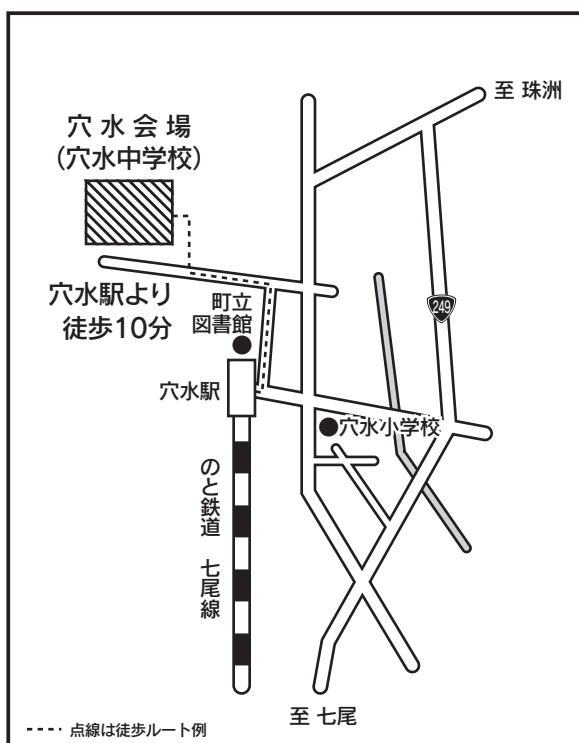 至 珠洲
穴水会場
(穴水中学校)
249
穴水駅より
徒歩10分
町立
図書館
穴水駅
穴水小学校
のと鉄道 七尾線
至 七尾
点線は徒歩ルート例